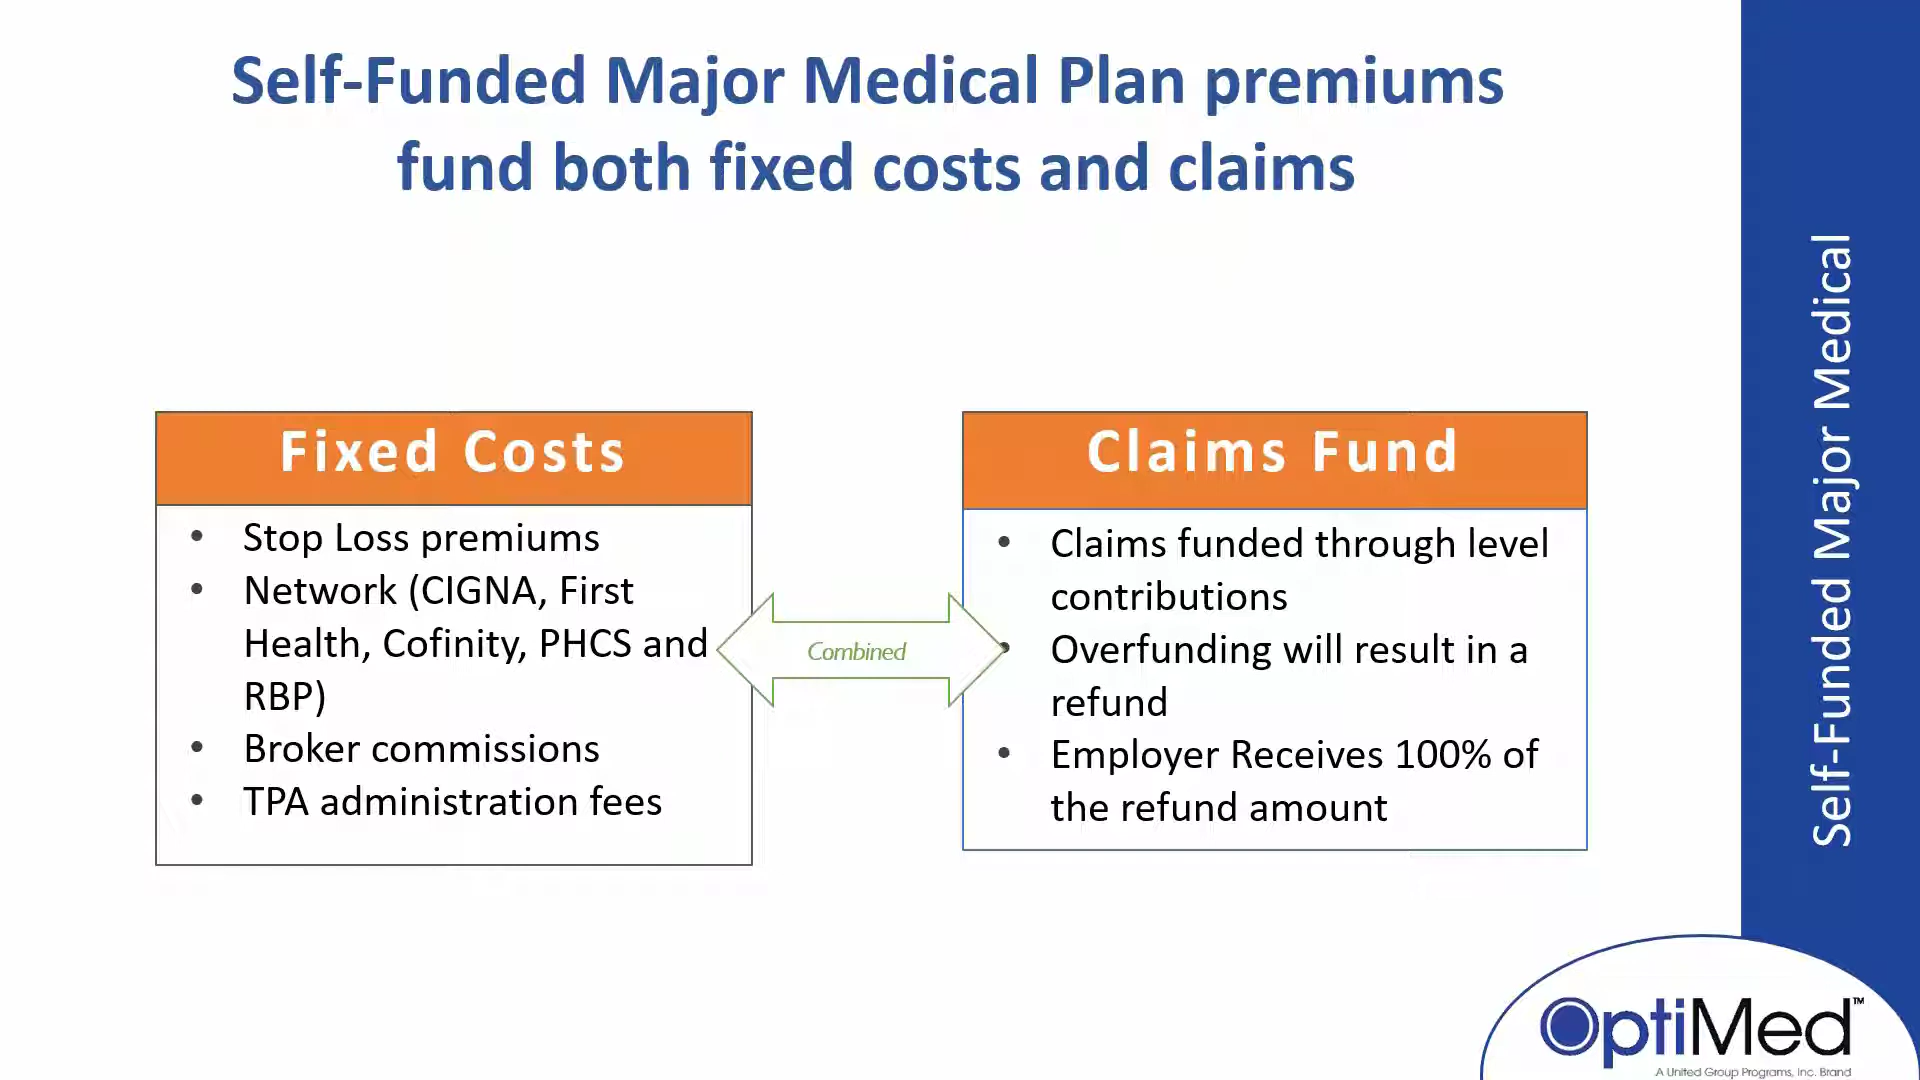 Self-Funded Major Medical Plan premiums
fund both fixed costs and claims
Fixed Costs
• Stop Loss premiums
• Network (CIGNA, First
Health, Cofinity, PHCS and
RBP)
• Broker commissions
• TPA administration fees
Combined
Claims Fund
• Claims funded through level
contributions
• Overfunding will result in a
refund
• Employer Receives 100% of
the refund amount
Self-Funded Major Medical
OptiMed™
A United Group Programs, Inc. Brand